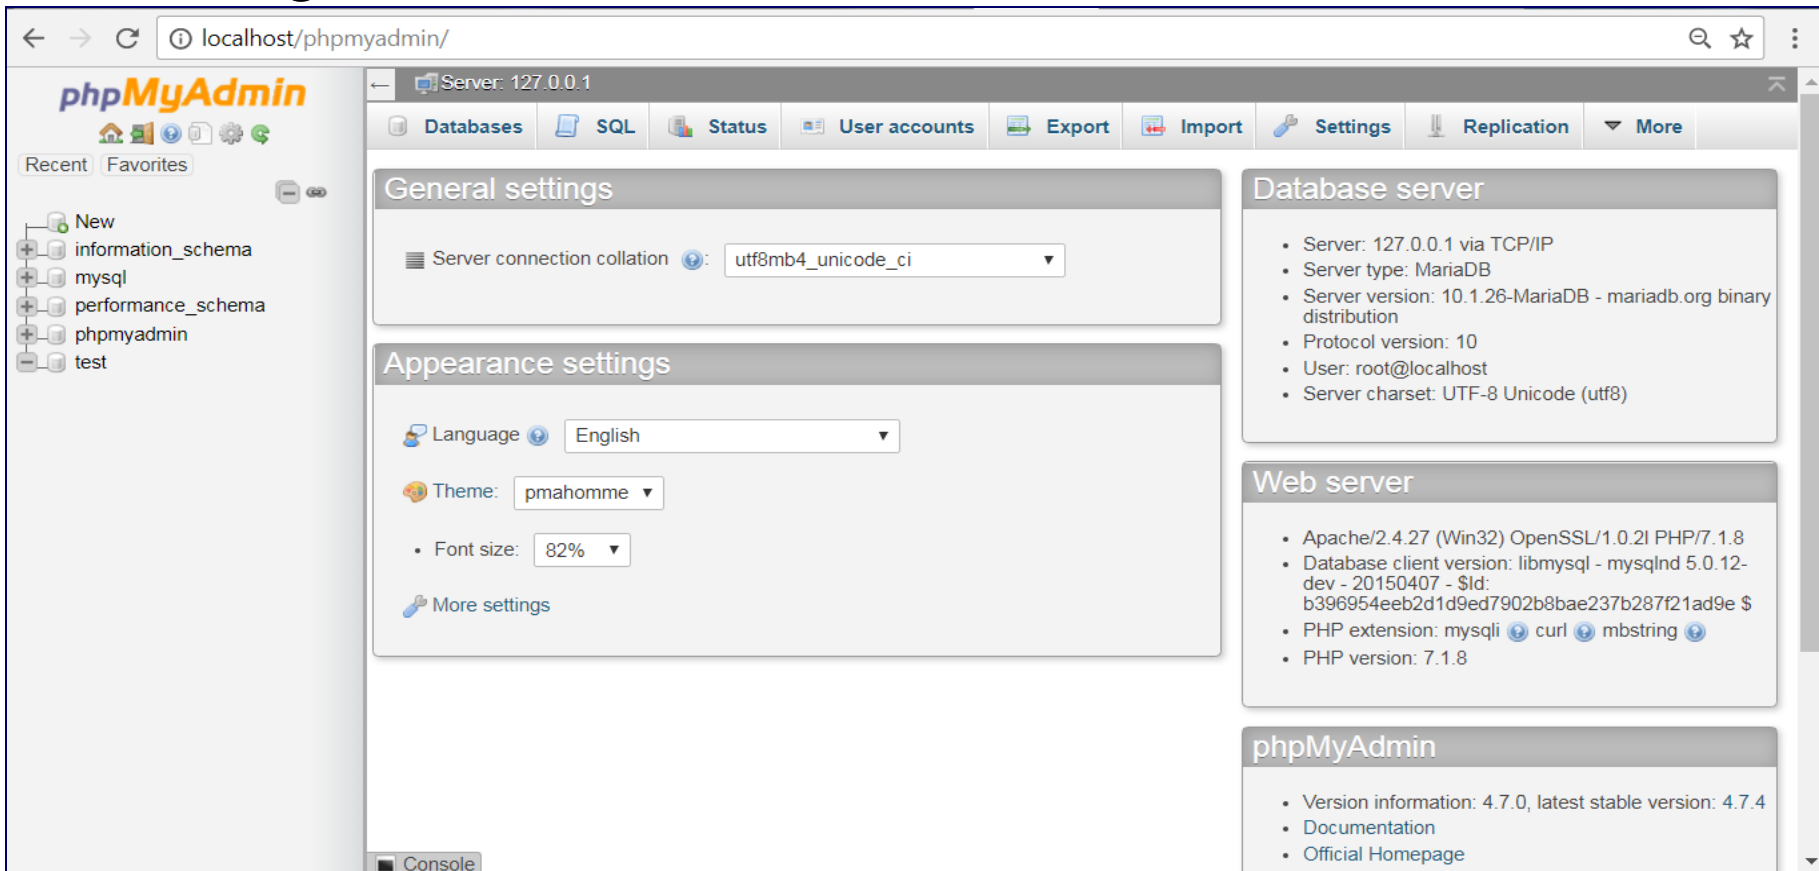 localhost/phpmyadmin/
phpMyAdmin
Recent Favorites
New
information_schema
mysql
performance_schema
phpmyadmin
test
Server: 127.0.0.1
Databases SQL Status User accounts Export Import Settings Replication More
General settings
Server connection collation : utf8mb4_unicode_ci
Appearance settings
Language English
Theme: pmahomme
Font size: 82%
More settings
Database server
Server: 127.0.0.1 via TCP/IP
Server type: MariaDB
Server version: 10.1.26-MariaDB - mariadb.org binary
distribution
Protocol version: 10
User: root@localhost
Server charset: UTF-8 Unicode (utf8)
Web server
Apache/2.4.27 (Win32) OpenSSL/1.0.2l PHP/7.1.8
Database client version: libmysql - mysqlnd 5.0.12-
dev - 20150407 - $Id:
b396954eeb2d1d9ed7902b8bae237b287f21ad9e $
PHP extension: mysqli curl mbstring
PHP version: 7.1.8
phpMyAdmin
Version information: 4.7.0, latest stable version: 4.7.4
Documentation
Official Homepage
Console